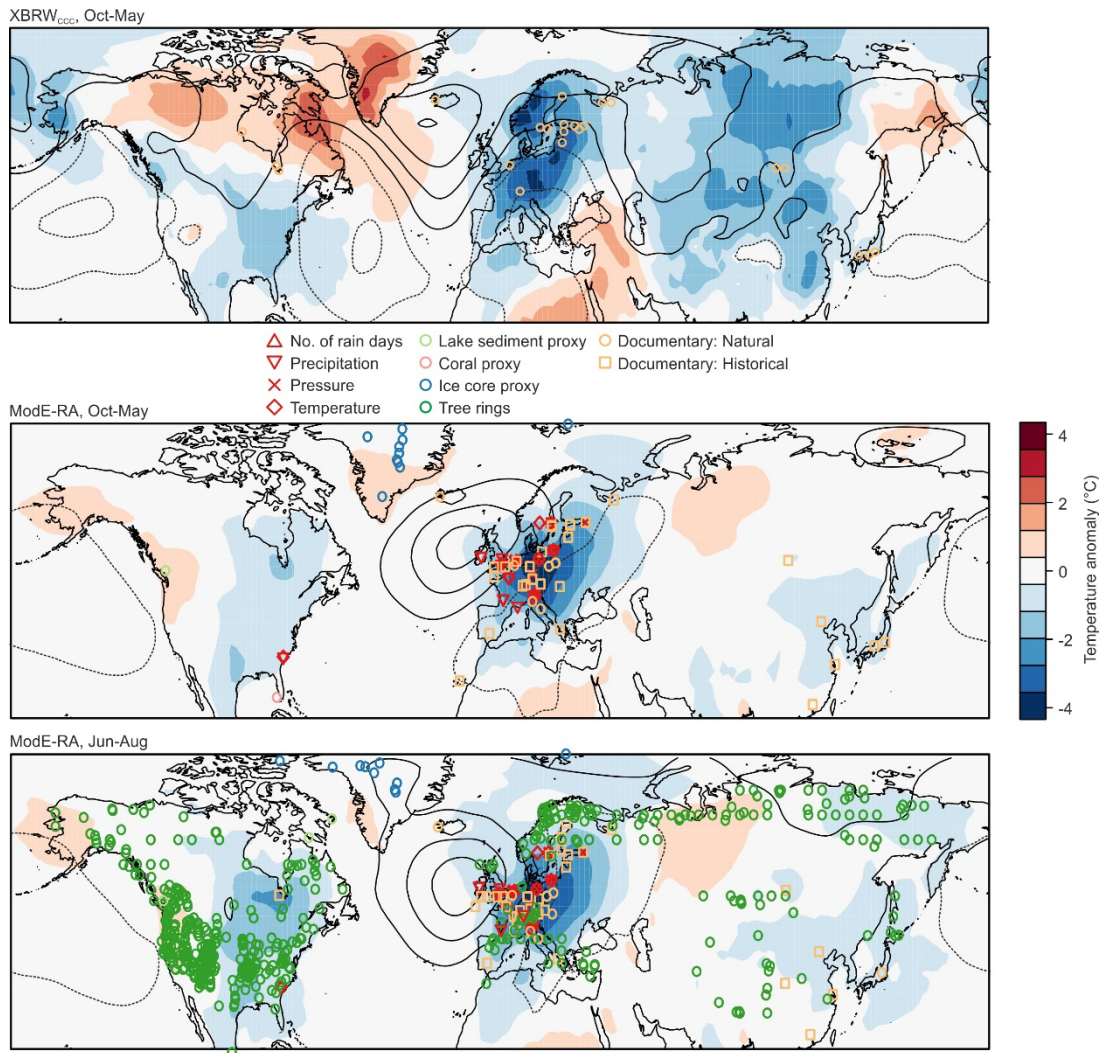 XBRWccc, Oct-May
No. of rain days
Precipitation
Pressure
Temperature
Lake sediment proxy
Coral proxy
Ice core proxy
Tree rings
Documentary: Natural
Documentary: Historical
ModE-RA, Oct-May
4
2
0
-2
-4
Temperature anomaly (°C)
ModE-RA, Jun-Aug